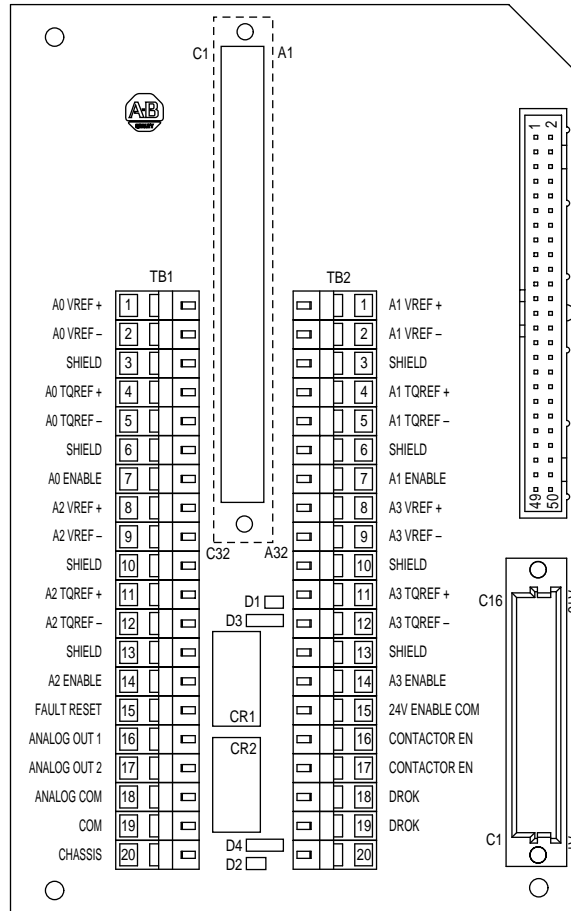 C1 A1
A-B
1 2
TB1 TB2
A0 VREF + 1 1 A1 VREF +
A0 VREF – 2 2 A1 VREF –
SHIELD 3 3 SHIELD
A0 TQREF + 4 4 A1 TQREF +
A0 TQREF – 5 5 A1 TQREF –
SHIELD 6 6 SHIELD
A0 ENABLE 7 7 A1 ENABLE
A2 VREF + 8 8 A3 VREF +
49 50
A2 VREF – 9 9 A3 VREF –
C32 A32
SHIELD 10 10 SHIELD
A2 TQREF + 11 11 A3 TQREF +
D1
C16
A2 TQREF – 12 12 A3 TQREF –
D3
SHIELD 13 13 SHIELD
A2 ENABLE 14 14 A3 ENABLE
FAULT RESET 15 15 24V ENABLE COM
CR1
ANALOG OUT 1 16 16 CONTACTOR EN
CR2
ANALOG OUT 2 17 17 CONTACTOR EN
ANALOG COM 18 18 DROK
COM 19 19 DROK
C1
D4
CHASSIS 20 20
D2